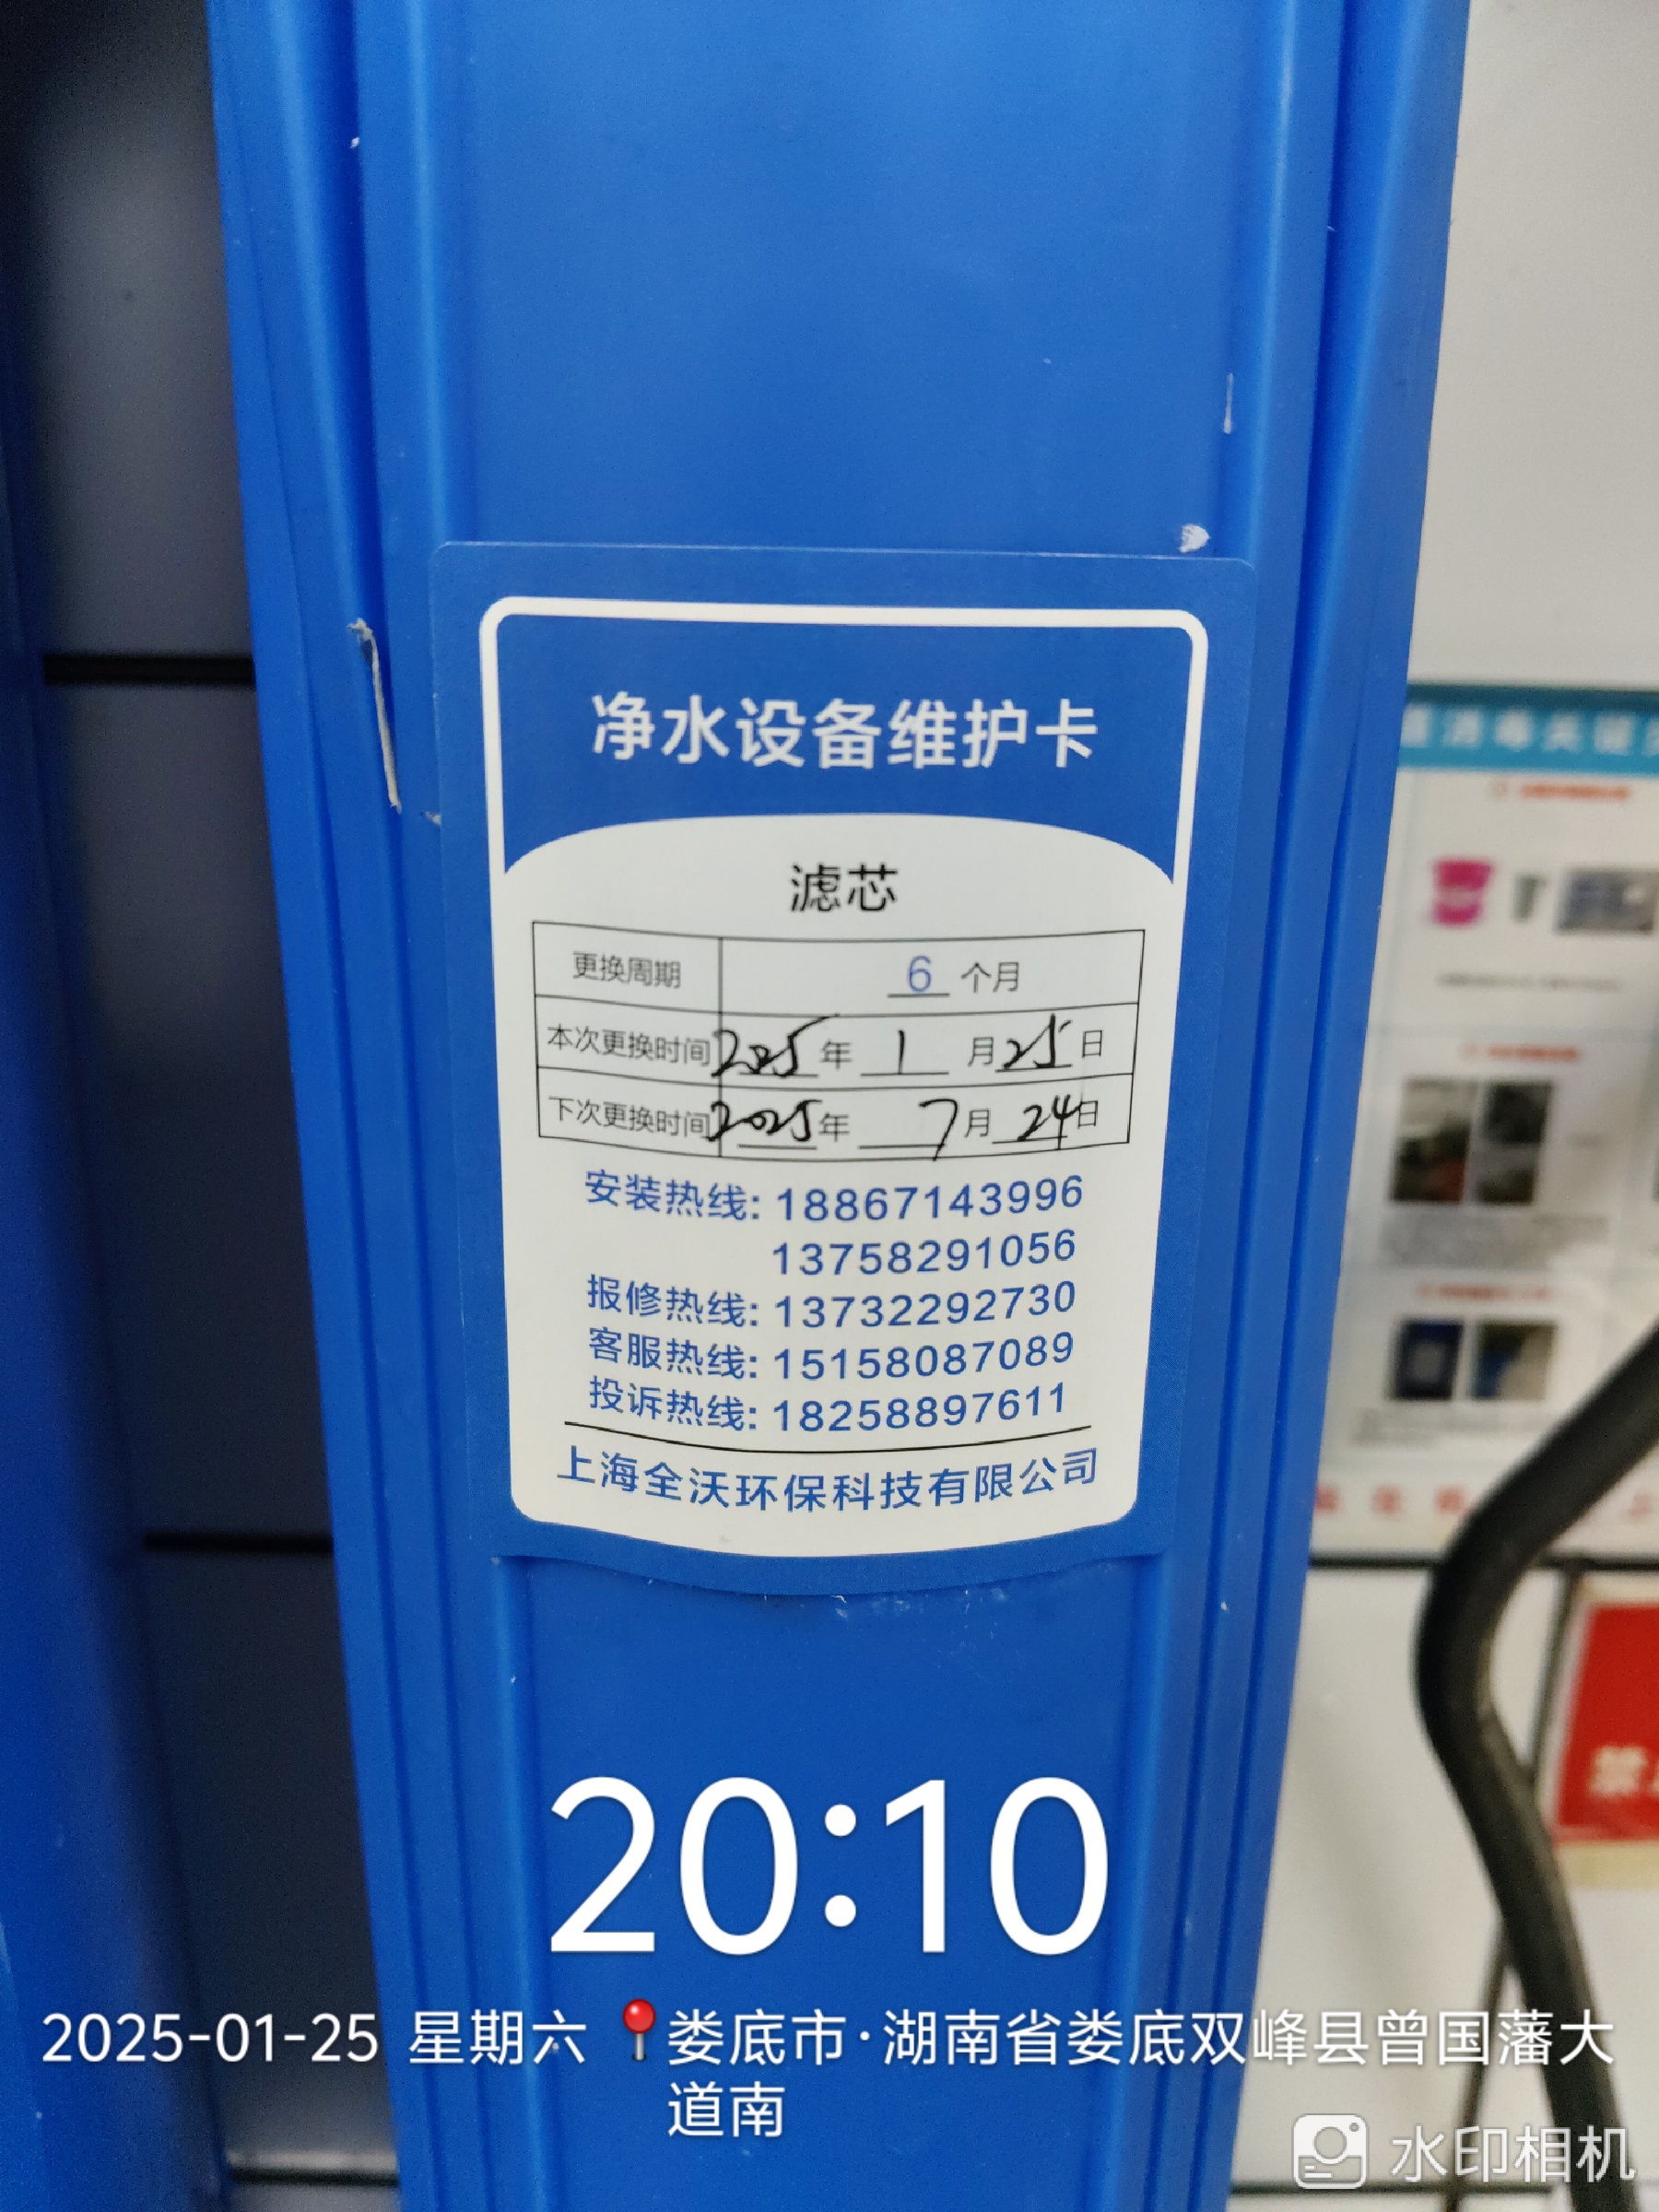 净水设备维护卡
滤芯
更换周期 6 个月
本次更换时间 2025 年 1 月 25 日
下次更换时间 2025 年 7 月 24 日
安装热线: 18867143996
13758291056
报修热线: 13732292730
客服热线: 15158087089
投诉热线: 18258897611
上海全沃环保科技有限公司
禁
20:10
2025-01-25 星期六 娄底市·湖南省娄底双峰县曾国藩大
道南
水印相机